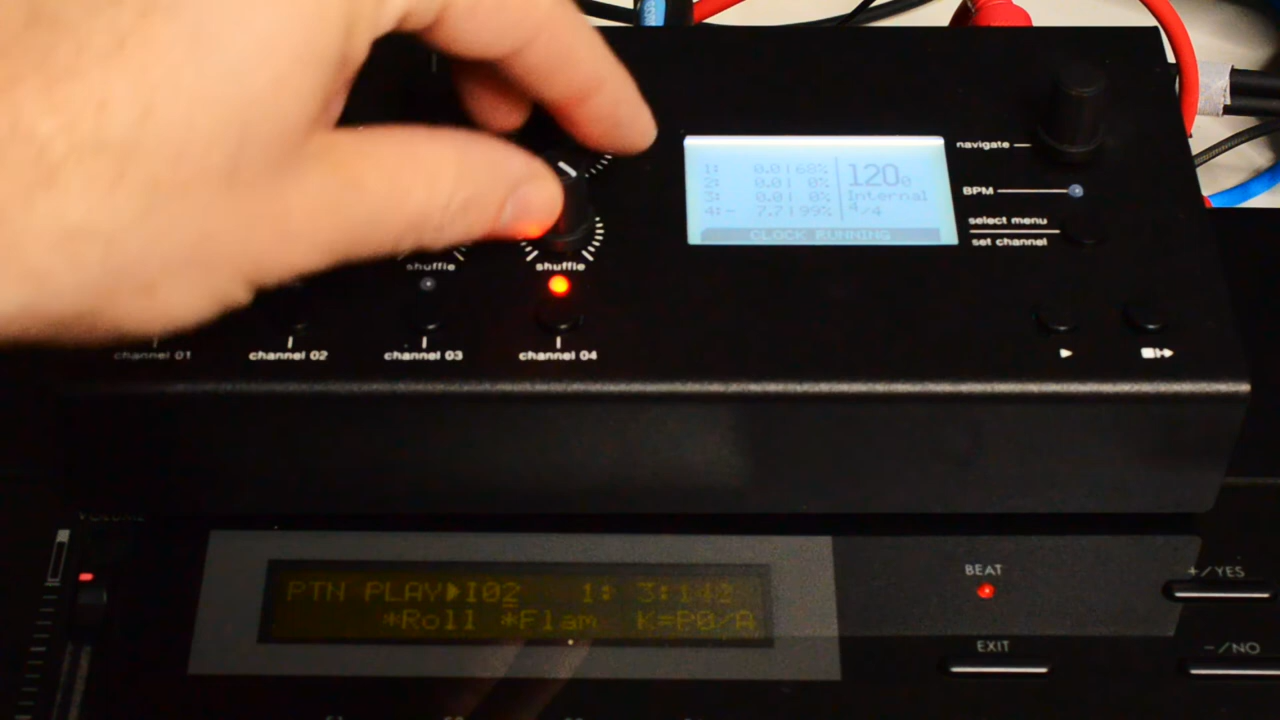 navigate
1: 0.0| 68% 120.0
2: 0.0| 0% Internal
3: 0.0| 0% 4/4
4:~ 7.7| 99%
CLOCK RUNNING
BPM
select menu
set channel
shuffle shuffle
channel 01 channel 02 channel 03 channel 04
VOLUME
PTN PLAY▶I02 1: 3:
*Roll *Flam K=P0/A
BEAT
+/YES
EXIT
-/NO